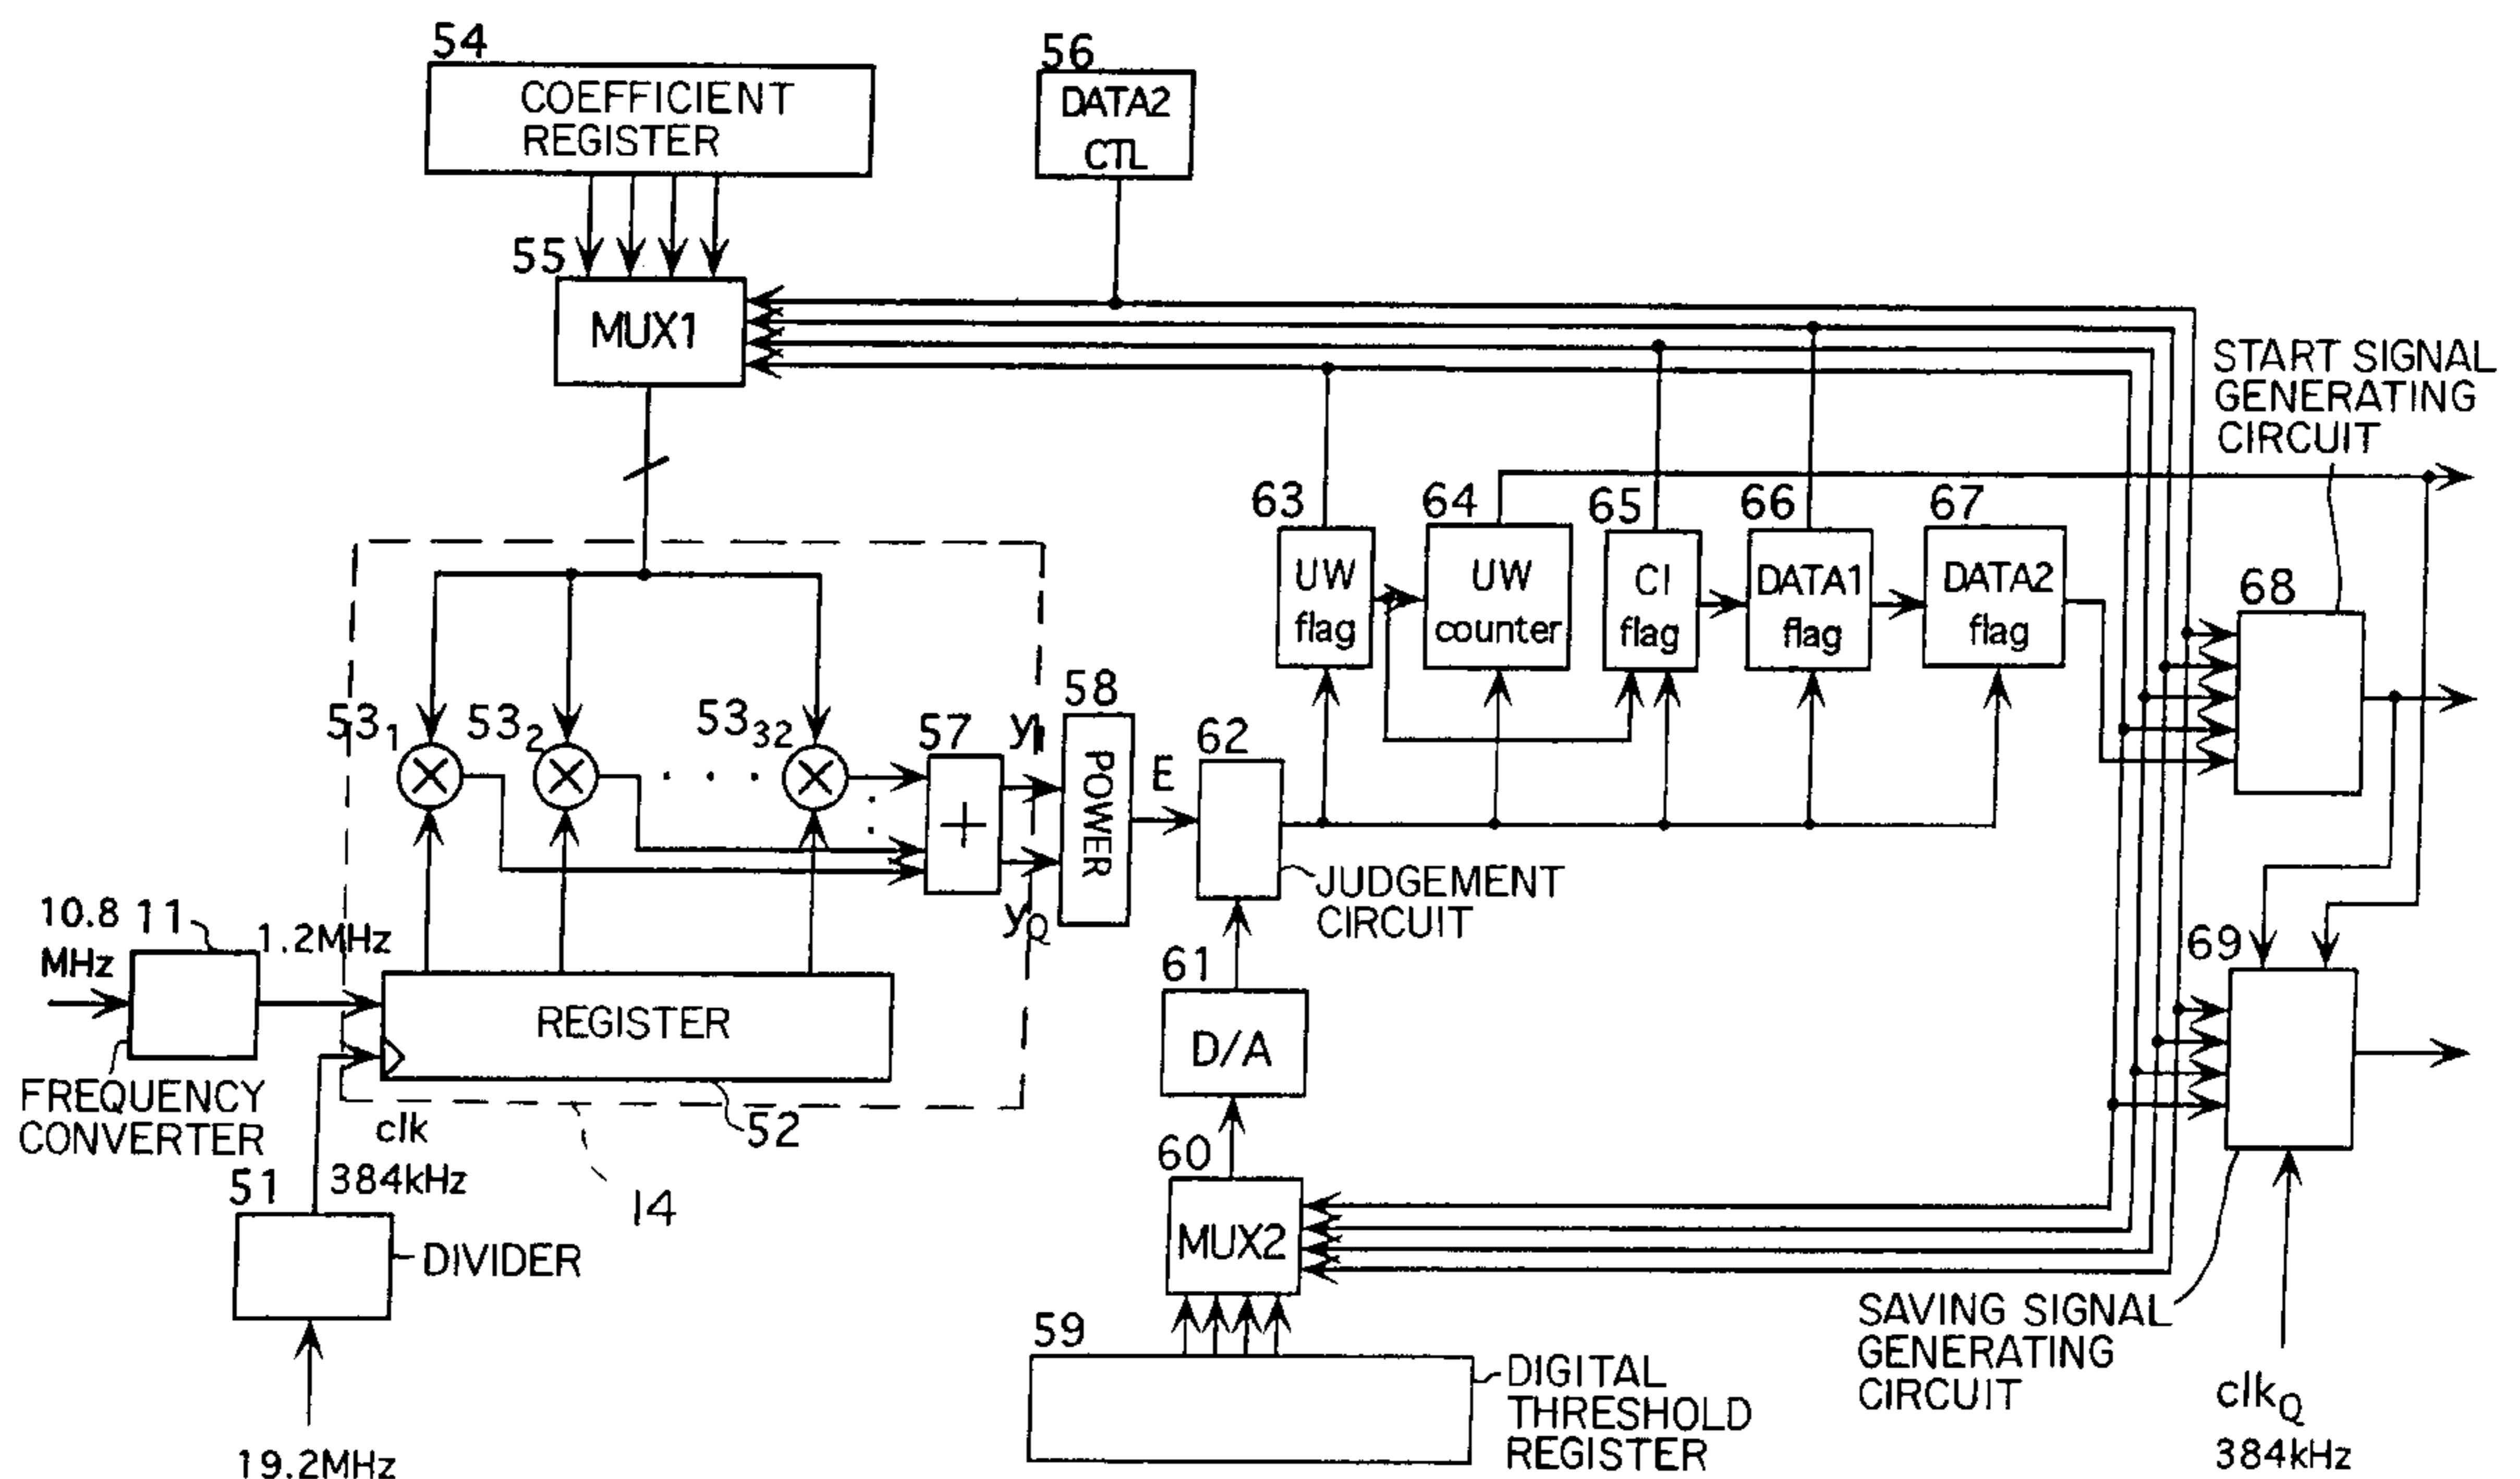 54
COEFFICIENT
REGISTER
56
DATA2
CTL
55
MUX1
START SIGNAL
GENERATING
CIRCUIT
63
UW
flag
64
UW
counter
65
CI
flag
66
DATA1
flag
67
DATA2
flag
68
53₁
53₂
53₃₂
57
+
y_I
y_Q
58
POWER
E
62
JUDGEMENT
CIRCUIT
10.8
MHz
11
1.2MHz
FREQUENCY
CONVERTER
REGISTER
52
clk
384kHz
51
DIVIDER
19.2MHz
14
61
D/A
60
MUX2
59
DIGITAL
THRESHOLD
REGISTER
69
SAVING SIGNAL
GENERATING
CIRCUIT
clk_Q
384kHz